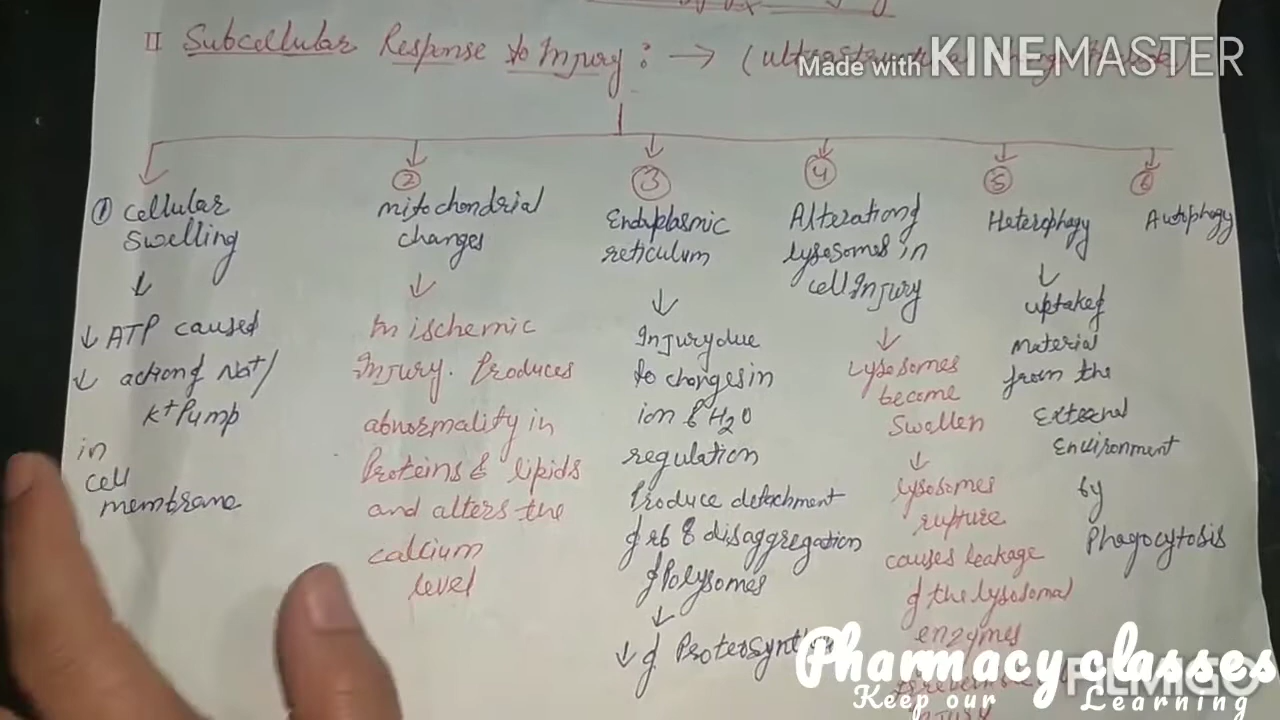 II Subcellular Response to Injury : → (
Made with KINEMASTER
① cellular
swelling
↓
↓ ATP caused
↓ action of Na+/
K+ Pump
in
cell
membrane
②
mitochondrial
changes
↓
In ischemic
Injury. Produces
abnormality in
Proteins & lipids
and alters the
calcium
level
③
Endoplasmic
reticulum
↓
Injury due
to changes in
ion & H2O
regulation
Produce detachment
of rb & disaggregation
of Polysomes
↓
↓ of
④
Alteration of
lysosomes in
cell Injury
↓
Lysosomes
become
Swollen
↓
lysosomes
rupture
causes leakage
of the lysosomal
enzymes
Injury
⑤
Heterophagy
↓
uptake of
Material
from the
External
Environment
by
Phagocytosis
⑥
Autophagy
Pharmacy classes
Keep our Learning
FILMIGO